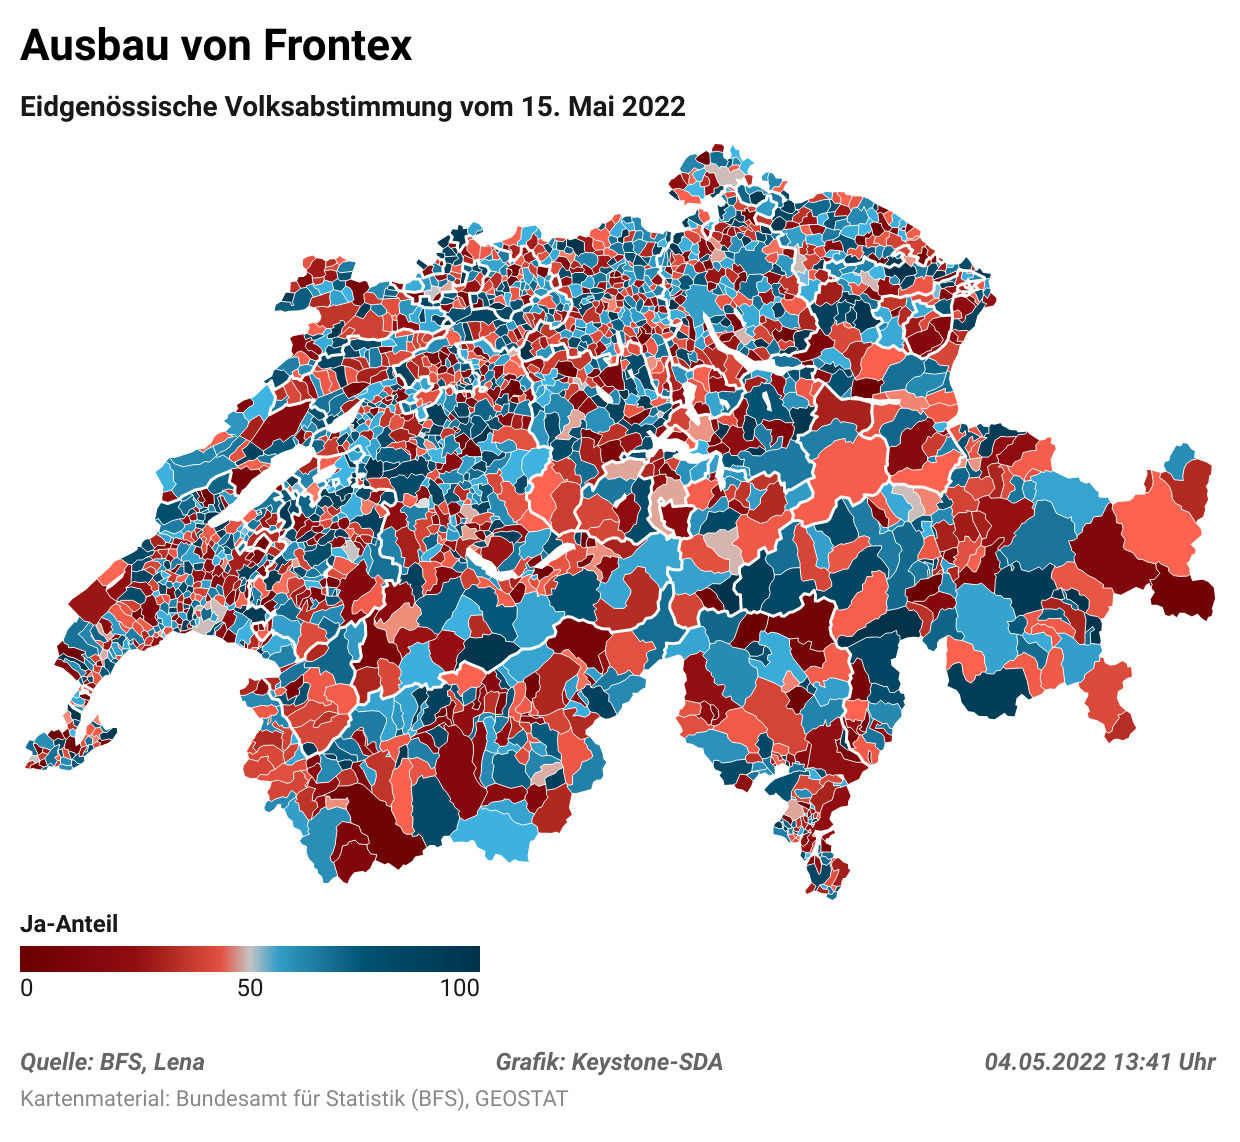 Ausbau von Frontex
Eidgenössische Volksabstimmung vom 15. Mai 2022
Ja-Anteil
0 50 100
Quelle: BFS, Lena Grafik: Keystone-SDA 04.05.2022 13:41 Uhr
Kartenmaterial: Bundesamt für Statistik (BFS), GEOSTAT